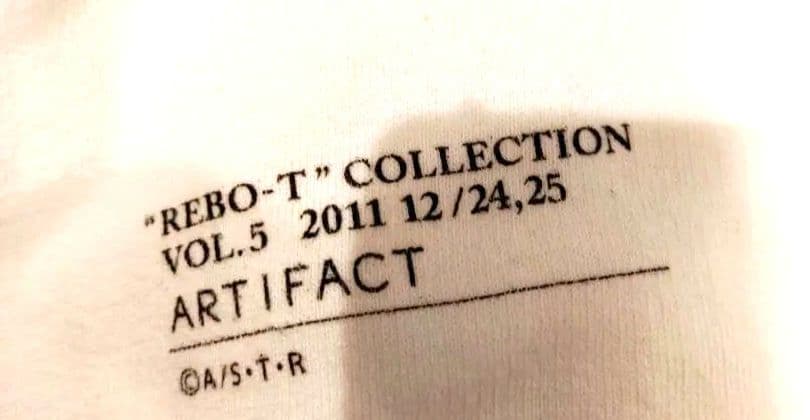 “REBO-T” COLLECTION
VOL.5 2011 12/24,25
ARTIFACT
©A/S・T・R